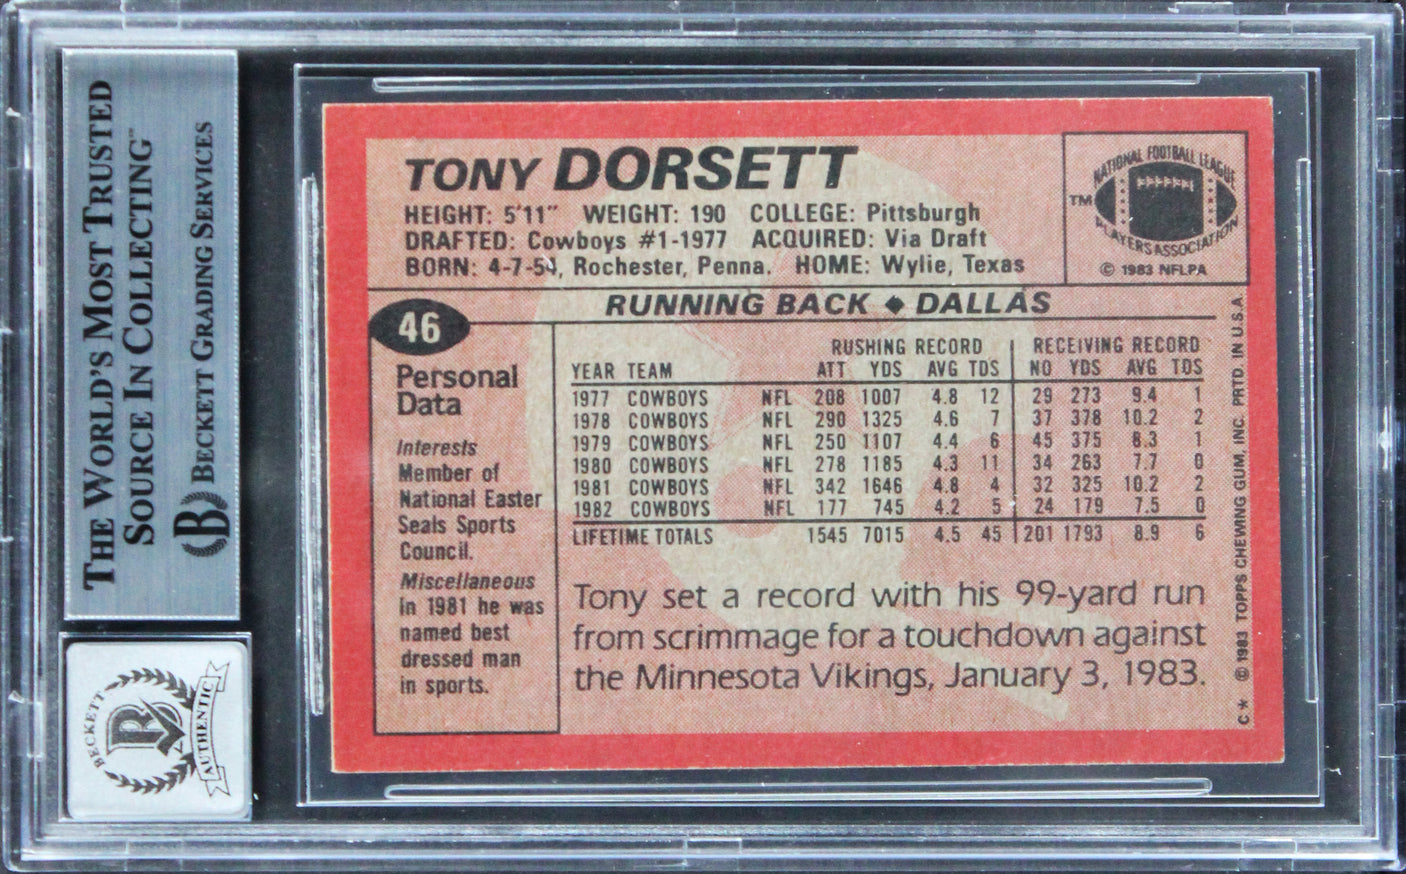 THE WORLD'S MOST TRUSTED
SOURCE IN COLLECTING™
B BECKETT GRADING SERVICES
BECKETT
B
AUTHENTIC
TONY DORSETT
HEIGHT: 5'11" WEIGHT: 190 COLLEGE: Pittsburgh
DRAFTED: Cowboys #1-1977 ACQUIRED: Via Draft
BORN: 4-7-54, Rochester, Penna. HOME: Wylie, Texas
NATIONAL FOOTBALL LEAGUE
TM
PLAYERS ASSOCIATION
© 1983 NFLPA
RUNNING BACK ◆ DALLAS
46
Personal
Data
Interests
Member of
National Easter
Seals Sports
Council.
Miscellaneous
In 1981 he was
named best
dressed man
in sports.
RUSHING RECORD RECEIVING RECORD
YEAR TEAM ATT YDS AVG TDS NO YDS AVG TDS
1977 COWBOYS NFL 208 1007 4.8 12 29 273 9.4 1
1978 COWBOYS NFL 290 1325 4.6 7 37 378 10.2 2
1979 COWBOYS NFL 250 1107 4.4 6 45 375 8.3 1
1980 COWBOYS NFL 278 1185 4.3 11 34 263 7.7 0
1981 COWBOYS NFL 342 1646 4.8 4 32 325 10.2 2
1982 COWBOYS NFL 177 745 4.2 5 24 179 7.5 0
LIFETIME TOTALS 1545 7015 4.5 45 201 1793 8.9 6
Tony set a record with his 99-yard run
from scrimmage for a touchdown against
the Minnesota Vikings, January 3, 1983.
C* © 1983 TOPPS CHEWING GUM, INC. PRTD. IN U.S.A